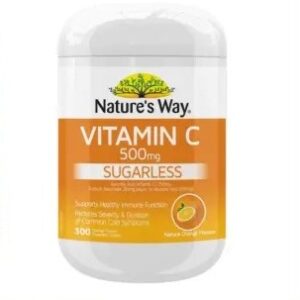 Nature's Way.
VITAMIN C
500mg
SUGARLESS
Supports Healthy Immune Function
Reduces Severity & Duration
of Common Cold Symptoms
300
Natural Orange Flavour